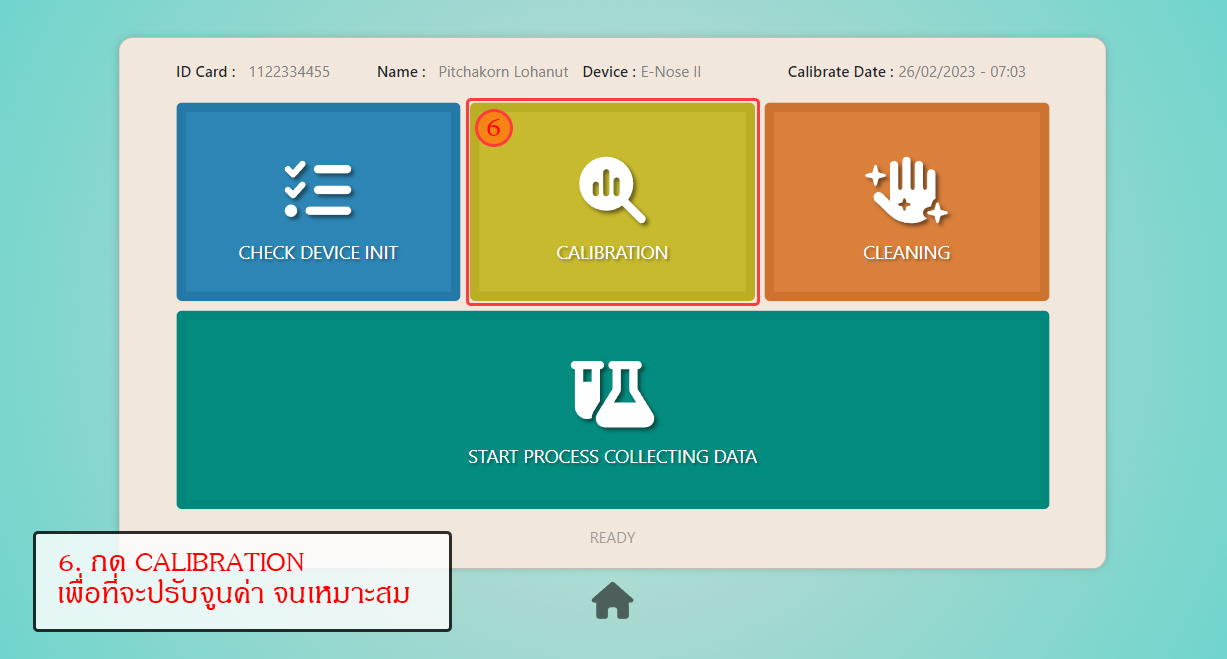 ID Card : 1122334455 Name : Pitchakorn Lohanut Device : E-Nose II Calibrate Date : 26/02/2023 - 07:03
6
CHECK DEVICE INIT
CALIBRATION
CLEANING
START PROCESS COLLECTING DATA
READY
6. กด CALIBRATION
เพื่อที่จะปรับจูนค่า จนเหมาะสม